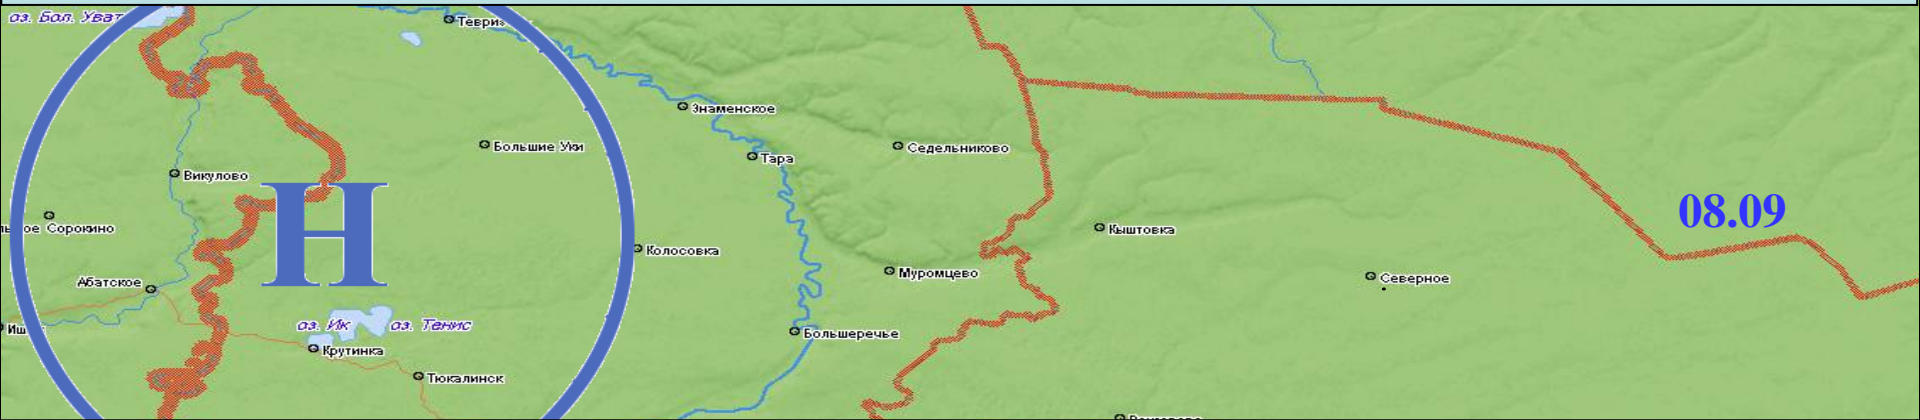 оз. Бол. Уват
Тевриз
Знаменское
Большие Уки
Седельниково
Тара
Викулово
Н
08.09
Сорокино
Кыштовка
Колосовка
Муромцево
Северное
Абатское
оз. Ик
оз. Тенис
Иш
Большеречье
Крутинка
Тюкалинск